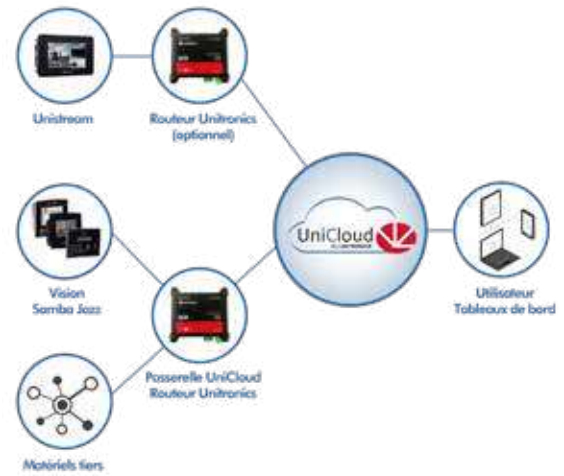 Unistream
Routeur Unitronics
(optionnel)
UniCloud
Vision
Samba Jazz
Utilisateur
Tableaux de bord
Passerelle UniCloud
Routeur Unitronics
Matériels tiers